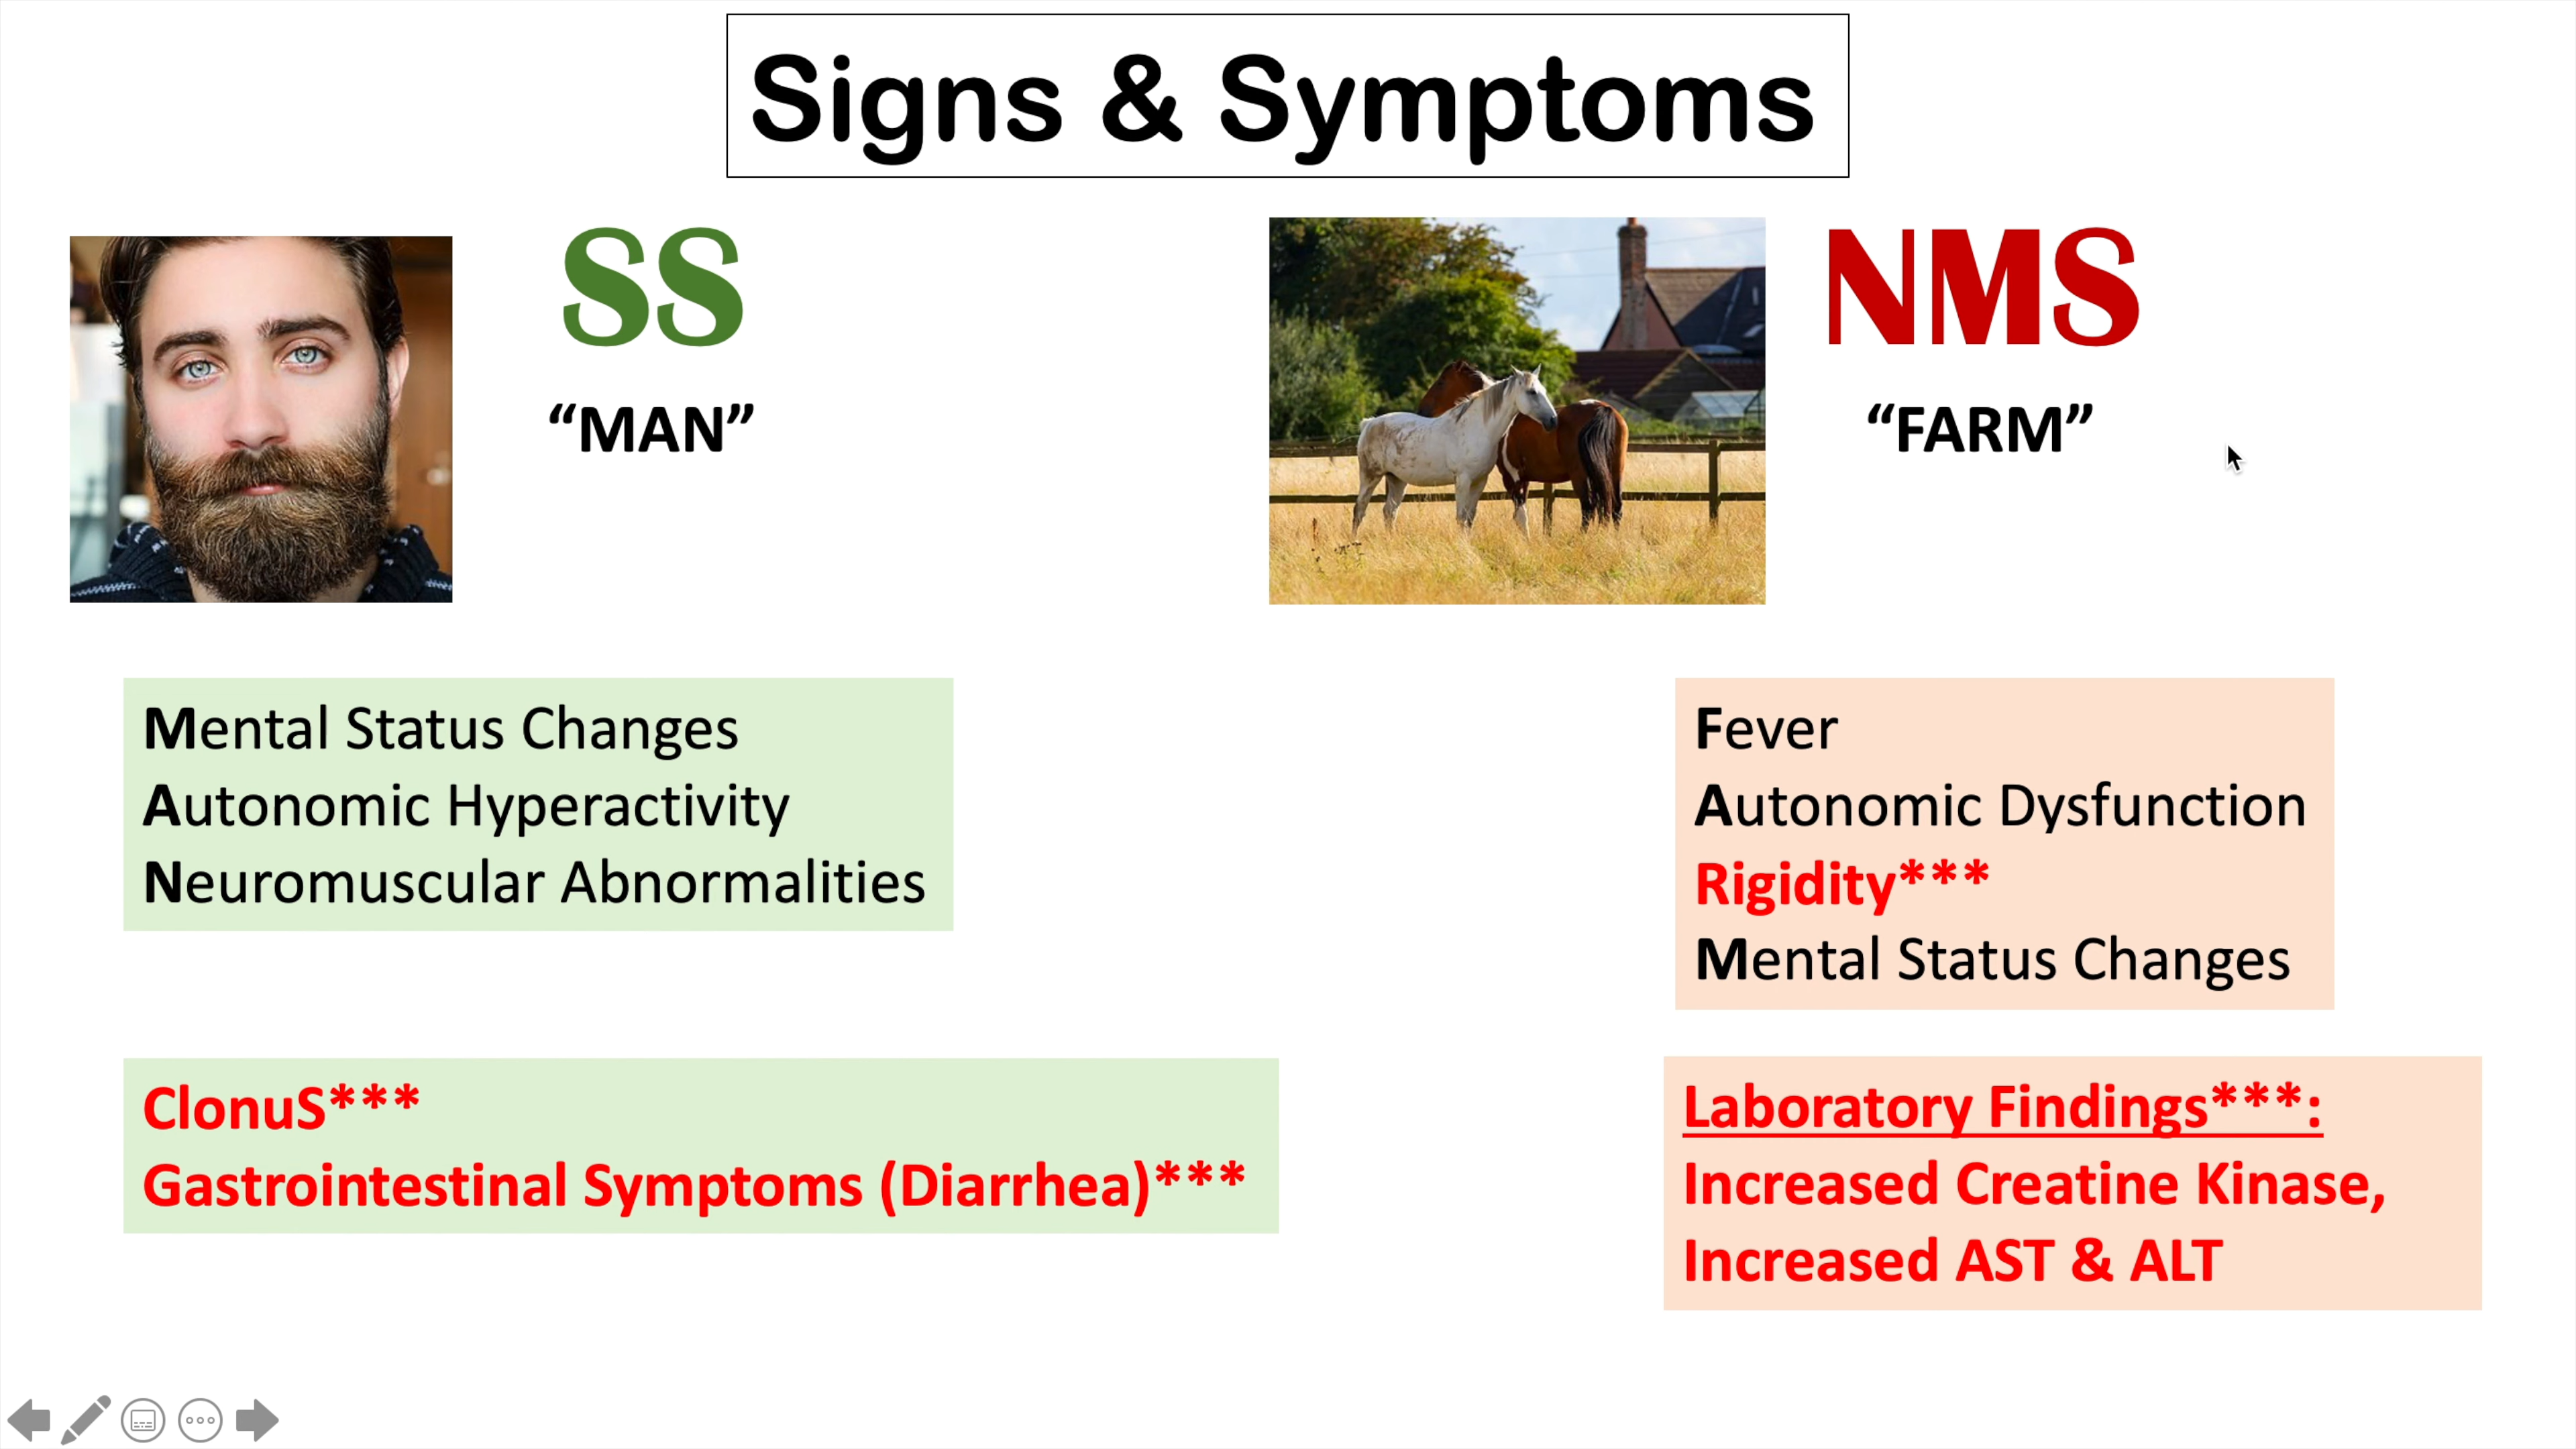 Signs & Symptoms
SS
“MAN”
Mental Status Changes
Autonomic Hyperactivity
Neuromuscular Abnormalities
ClonuS***
Gastrointestinal Symptoms (Diarrhea)***
NMS
“FARM”
Fever
Autonomic Dysfunction
Rigidity***
Mental Status Changes
Laboratory Findings***:
Increased Creatine Kinase,
Increased AST & ALT